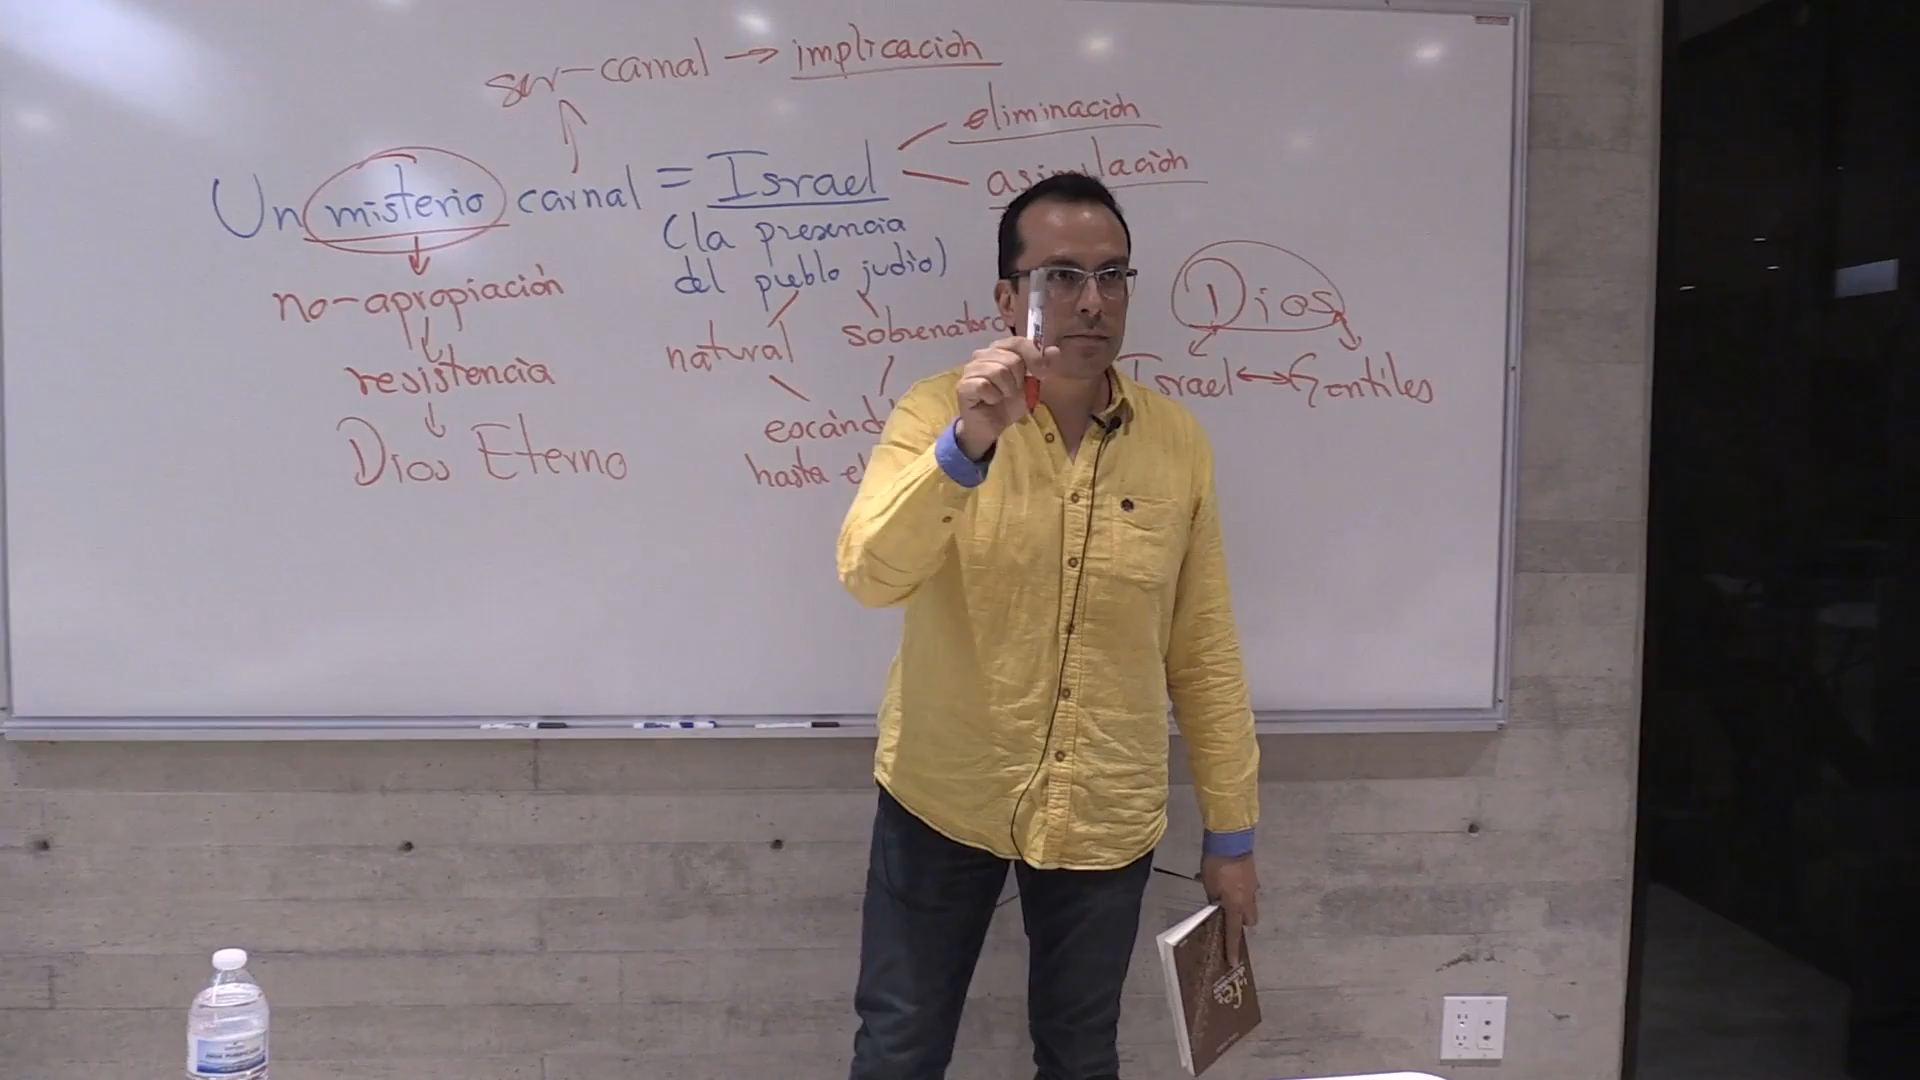 ser-carnal → implicación
eliminación
asimilación
Un misterio carnal = Israel
(la presencia
del pueblo judío)
no-apropiación
resistencia
Dios Eterno
natural
hasta
Dios
Israel ↔ Gentiles